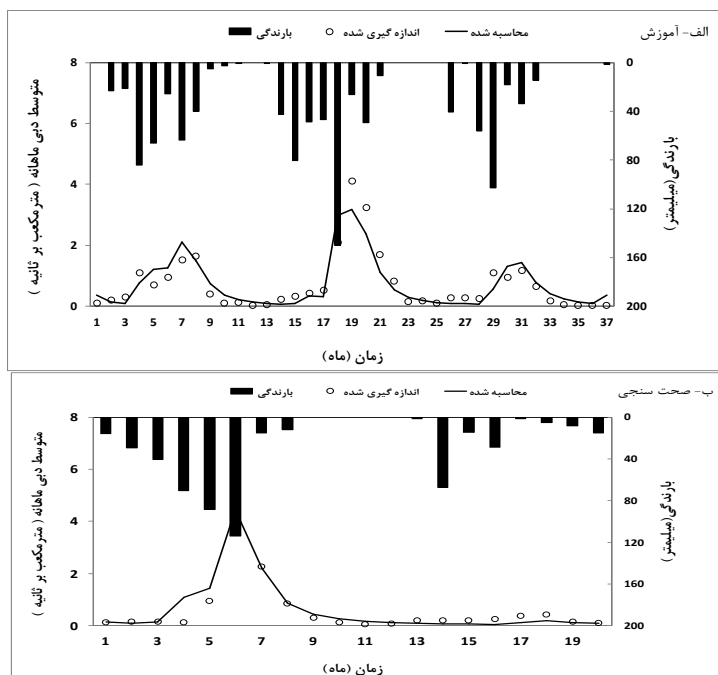 الف- آموزش
محاسبه شده
اندازه گیری شده
بارندگی
متوسط دبی ماهانه ( مترمکعب بر ثانیه )
8
6
4
2
0
0
40
80
120
160
200
بارندگی(میلیمتر)
1 3 5 7 9 11 13 15 17 19 21 23 25 27 29 31 33 35 37
زمان (ماه)
ب- صحت سنجی
محاسبه شده
اندازه گیری شده
بارندگی
متوسط دبی ماهانه ( مترمکعب بر ثانیه )
8
6
4
2
0
0
40
80
120
160
200
بارندگی(میلیمتر)
1 3 5 7 9 11 13 15 17 19
زمان (ماه)